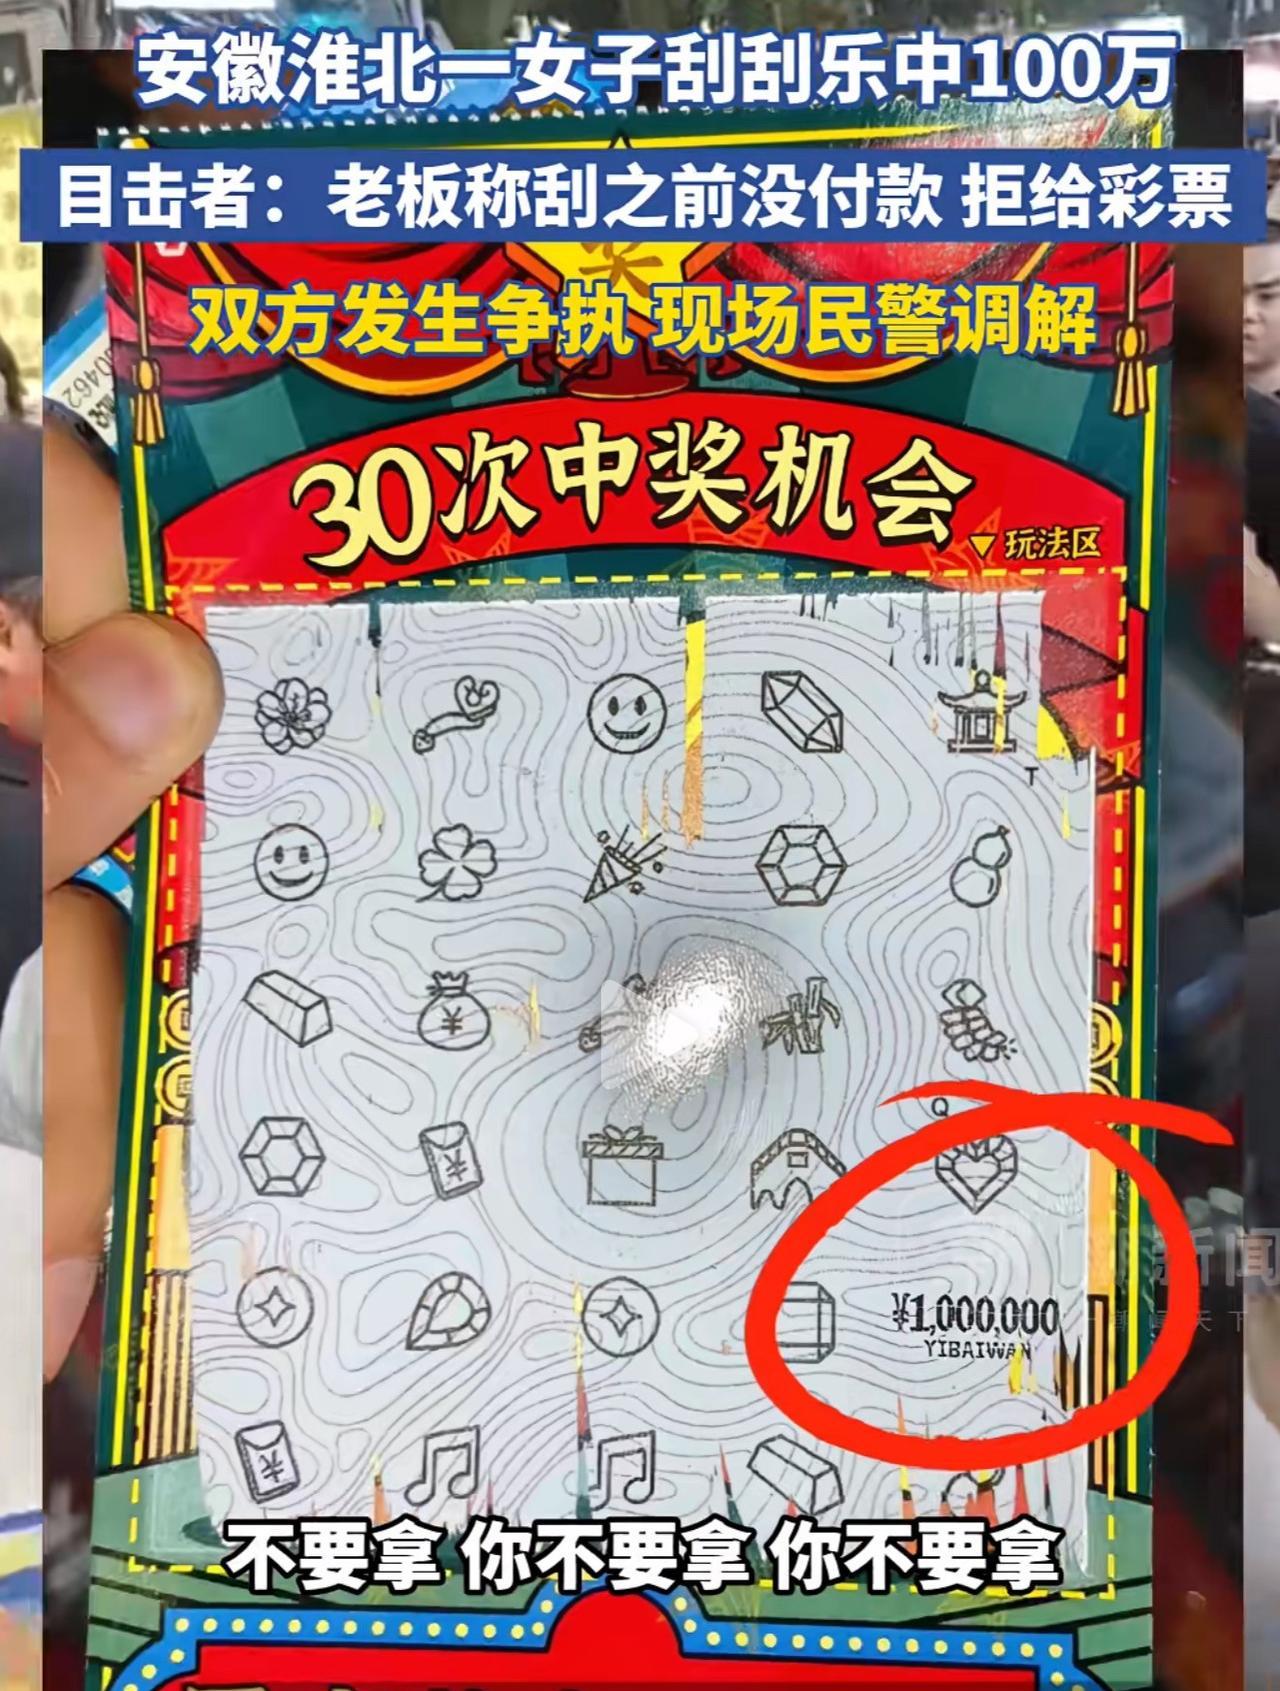 安徽淮北一女子刮刮乐中100万
目击者：老板称刮之前没付款 拒给彩票
双方发生争执 现场民警调解
30次中奖机会
▼玩法区
T
Q
¥1,000,000
YIBAIWAN
新闻
不要拿 你不要拿 你不要拿